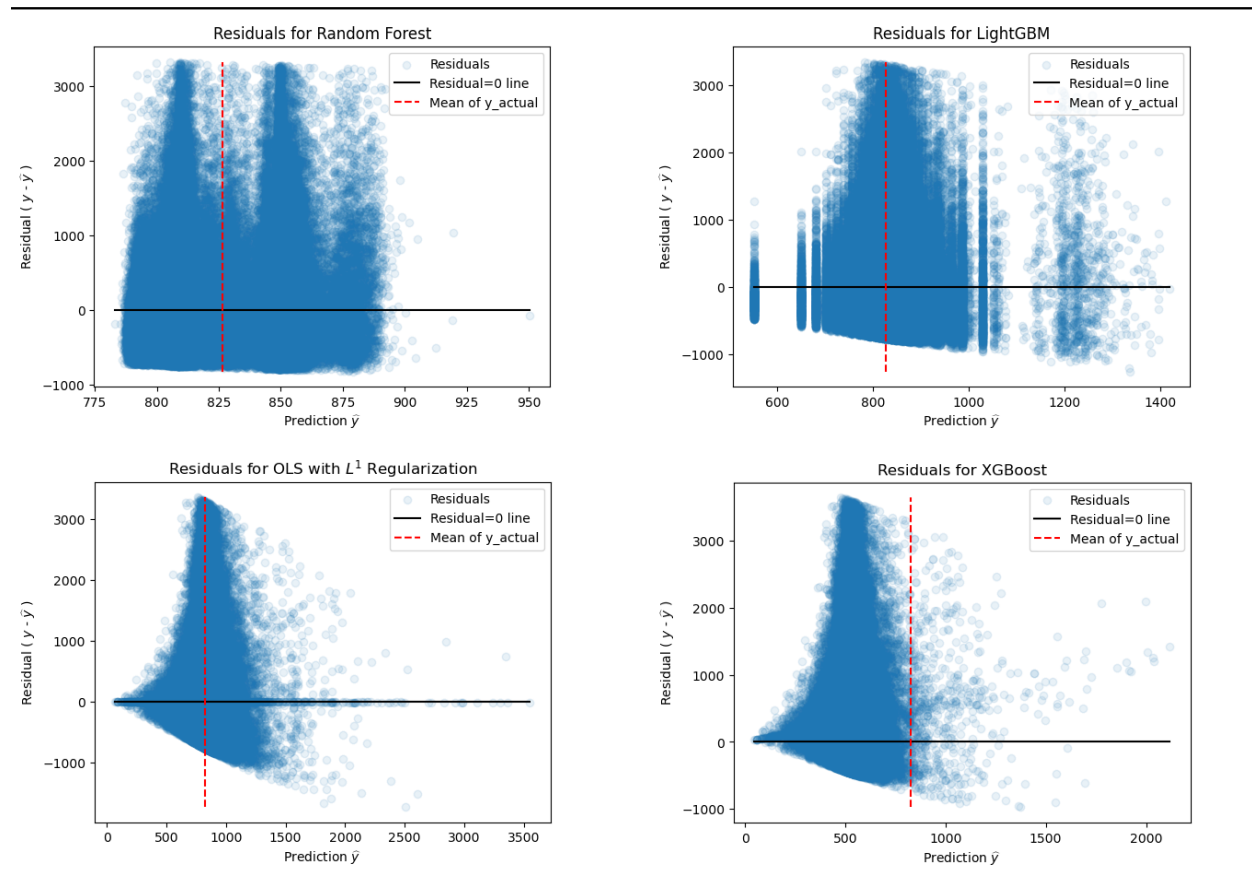 Residuals for Random Forest
Residuals
Residual=0 line
Mean of y_actual
3000
2000
1000
0
−1000
Residual ( y - ŷ )
775 800 825 850 875 900 925 950
Prediction ŷ
Residuals for LightGBM
Residuals
Residual=0 line
Mean of y_actual
3000
2000
1000
0
−1000
Residual ( y - ŷ )
600 800 1000 1200 1400
Prediction ŷ
Residuals for OLS with L¹ Regularization
Residuals
Residual=0 line
Mean of y_actual
3000
2000
1000
0
−1000
Residual ( y - ŷ )
0 500 1000 1500 2000 2500 3000 3500
Prediction ŷ
Residuals for XGBoost
Residuals
Residual=0 line
Mean of y_actual
3000
2000
1000
0
−1000
Residual ( y - ŷ )
0 500 1000 1500 2000
Prediction ŷ